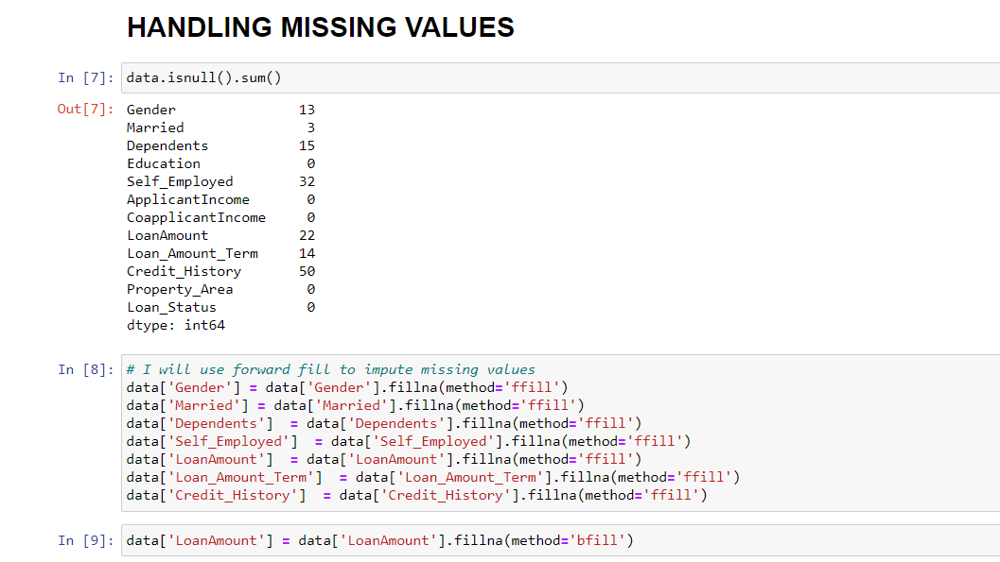 HANDLING MISSING VALUES
In [7]: data.isnull().sum()
Out[7]: Gender 13
Married 3
Dependents 15
Education 0
Self_Employed 32
ApplicantIncome 0
CoapplicantIncome 0
LoanAmount 22
Loan_Amount_Term 14
Credit_History 50
Property_Area 0
Loan_Status 0
dtype: int64
In [8]: # I will use forward fill to impute missing values
data['Gender'] = data['Gender'].fillna(method='ffill')
data['Married'] = data['Married'].fillna(method='ffill')
data['Dependents']  = data['Dependents'].fillna(method='ffill')
data['Self_Employed']  = data['Self_Employed'].fillna(method='ffill')
data['LoanAmount']  = data['LoanAmount'].fillna(method='ffill')
data['Loan_Amount_Term']  = data['Loan_Amount_Term'].fillna(method='ffill')
data['Credit_History']  = data['Credit_History'].fillna(method='ffill')
In [9]: data['LoanAmount'] = data['LoanAmount'].fillna(method='bfill')